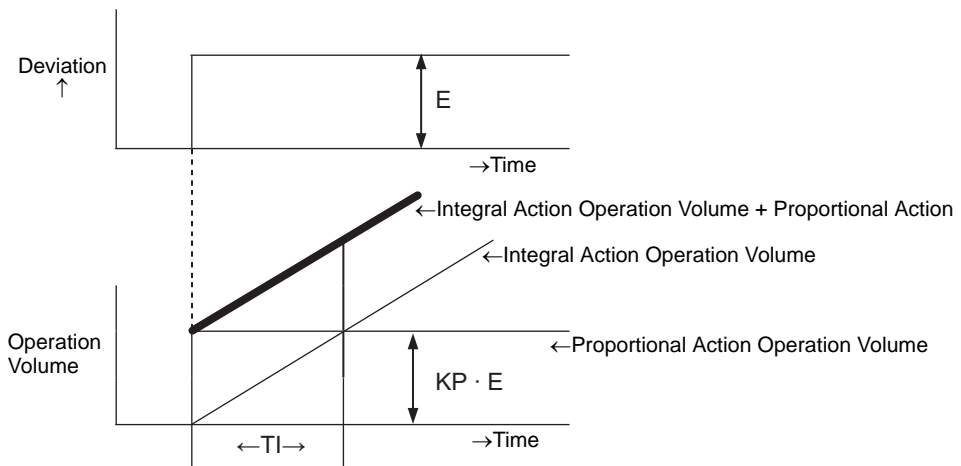 Deviation
↑
E
→Time
←Integral Action Operation Volume + Proportional Action
←Integral Action Operation Volume
Operation
Volume
←Proportional Action Operation Volume
KP · E
←TI→
→Time